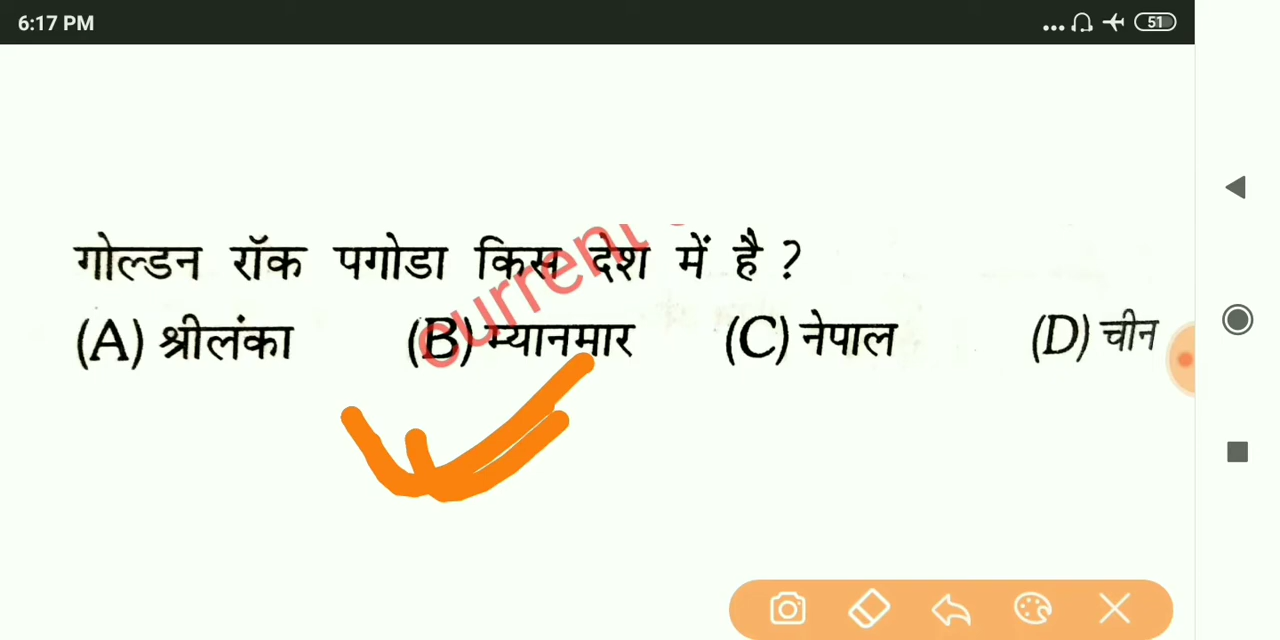 6:17 PM
51
गोल्डन रॉक पगोडा किस देश में है ?
(A) श्रीलंका (B) म्यानमार (C) नेपाल (D) चीन
current